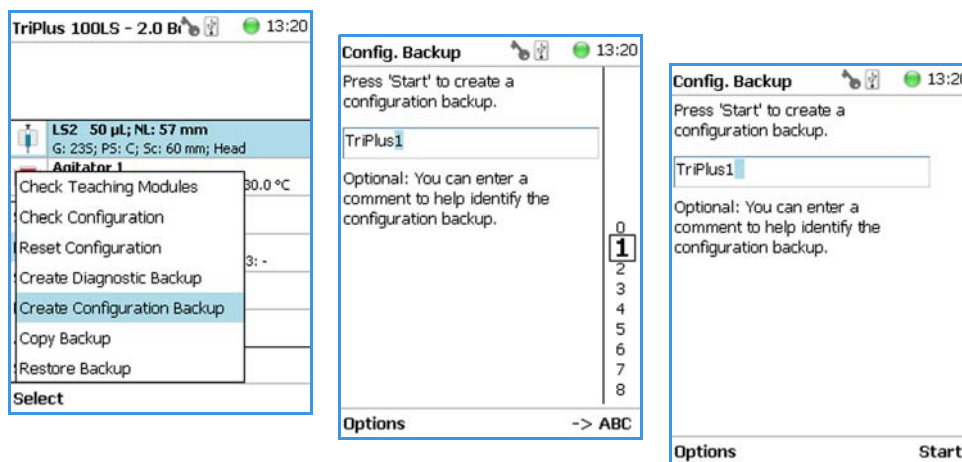 TriPlus 100LS - 2.0 B
13:20
LS2 50 µL; NL: 57 mm
G: 23S; PS: C; Sc: 60 mm; Head
Agitator 1
30.0 °C
Check Teaching Modules
Check Configuration
Reset Configuration
3: -
Create Diagnostic Backup
Create Configuration Backup
Copy Backup
Restore Backup
Select
Config. Backup
13:20
Press 'Start' to create a
configuration backup.
TriPlus1
Optional: You can enter a
comment to help identify the
configuration backup.
0
1
2
3
4
5
6
7
8
Options
-> ABC
Config. Backup
13:20
Press 'Start' to create a
configuration backup.
TriPlus1
Optional: You can enter a
comment to help identify the
configuration backup.
Options
Start